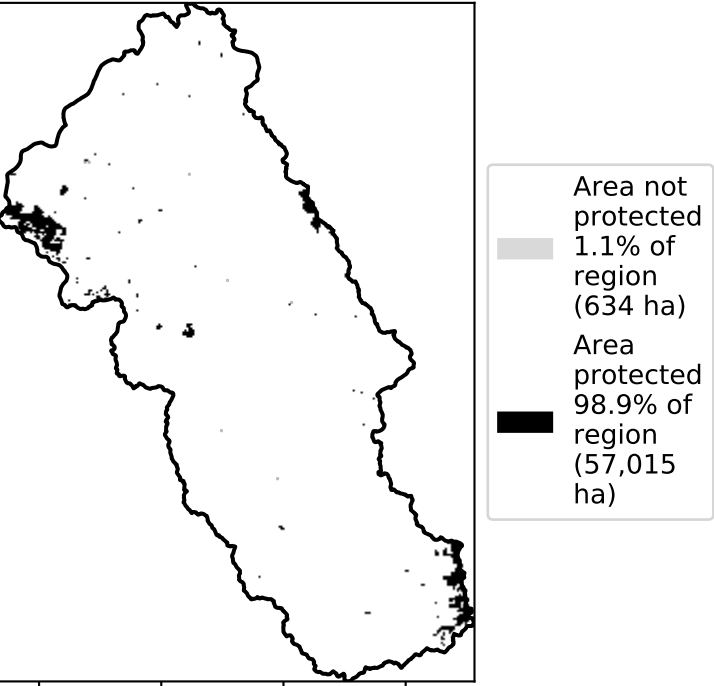 Area not
protected
1.1% of
region
(634 ha)
Area
protected
98.9% of
region
(57,015
ha)